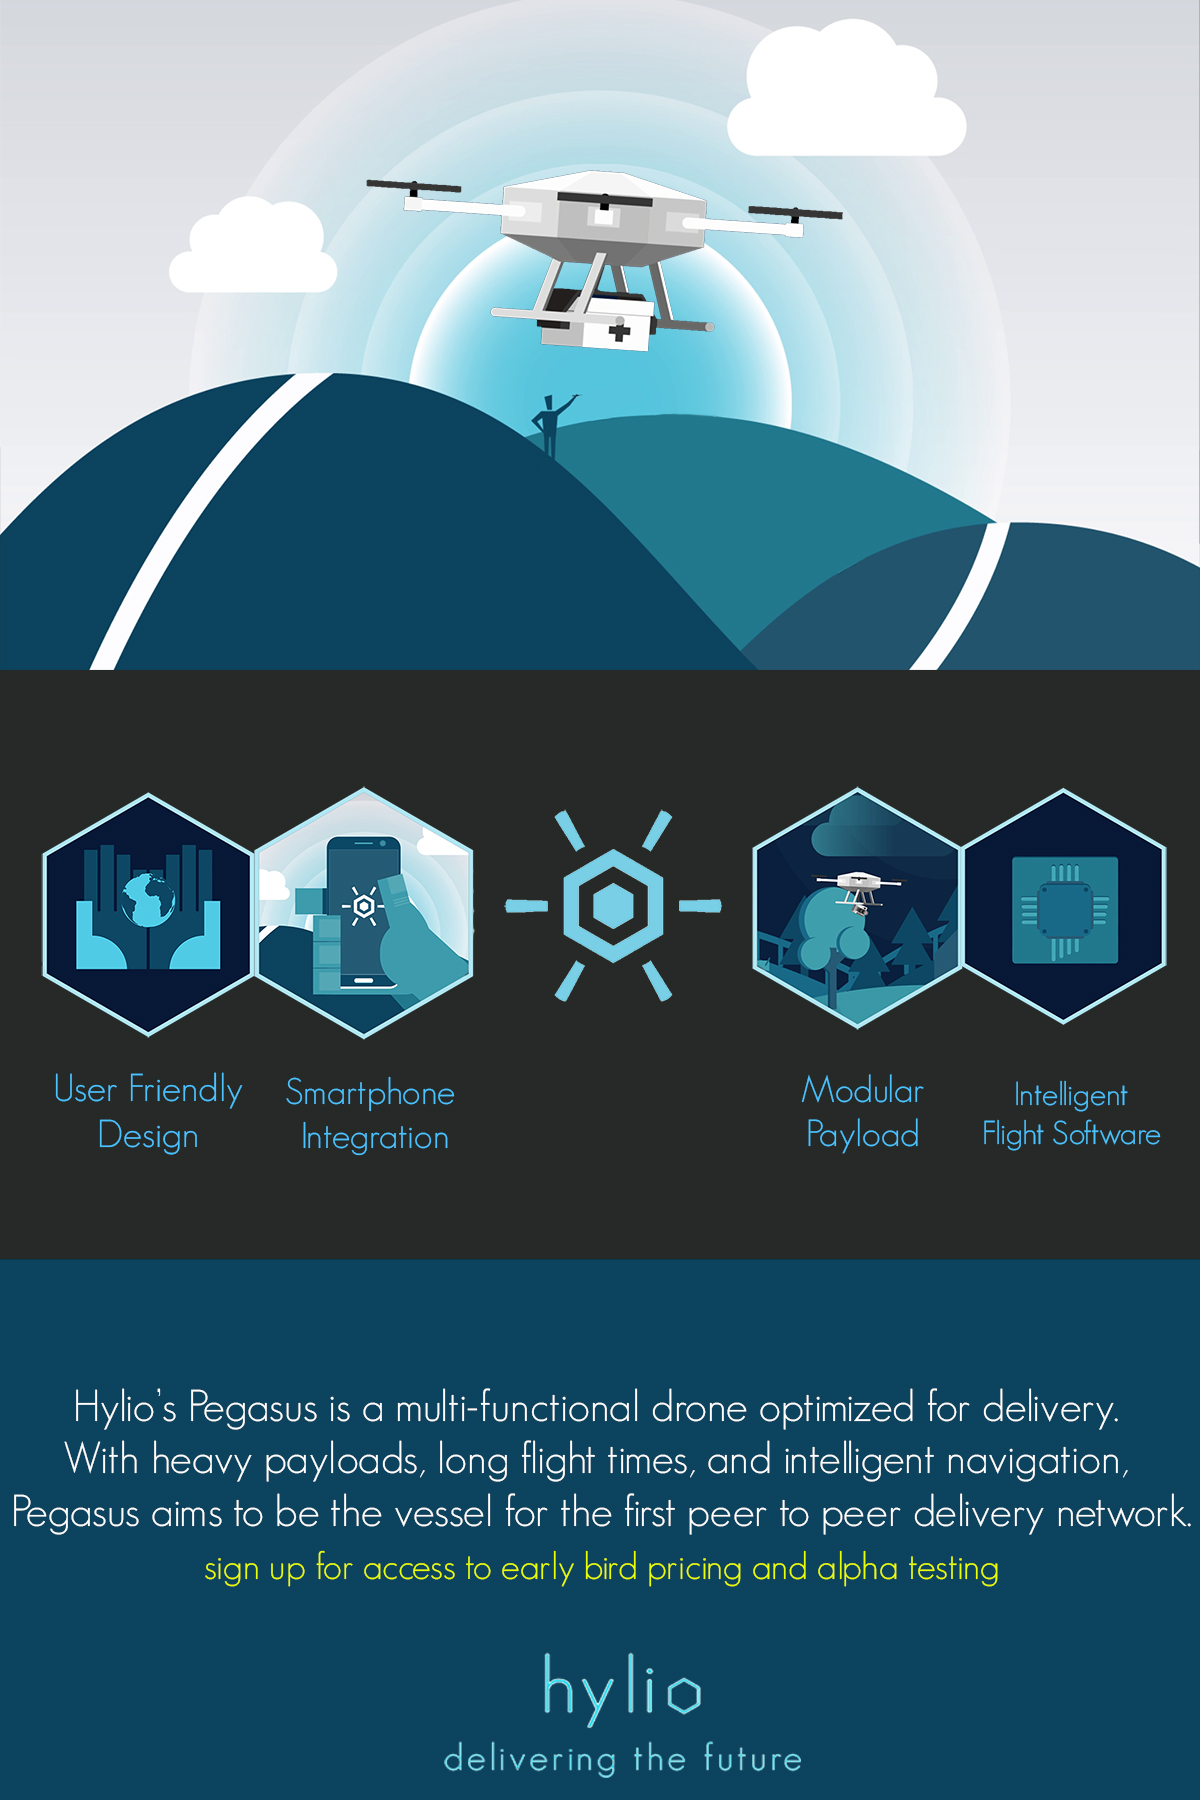 User Friendly
Design
Smartphone
Integration
Modular
Payload
Intelligent
Flight Software
Hylio's Pegasus is a multi-functional drone optimized for delivery.
With heavy payloads, long flight times, and intelligent navigation,
Pegasus aims to be the vessel for the first peer to peer delivery network.
sign up for access to early bird pricing and alpha testing
hylio
delivering the future